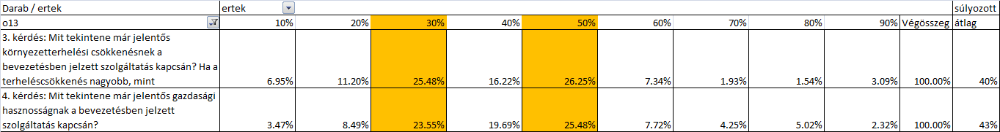 Darab / ertek ertek súlyozott
o13 10% 20% 30% 40% 50% 60% 70% 80% 90% Végösszeg átlag
3. kérdés: Mit tekintene már jelentős
környezetterhelési csökkenésnek a
bevezetésben jelzett szolgáltatás kapcsán? Ha a
terheléscsökkenés nagyobb, mint 6.95% 11.20% 25.48% 16.22% 26.25% 7.34% 1.93% 1.54% 3.09% 100.00% 40%
4. kérdés: Mit tekintene már jelentős gazdasági
hasznosságnak a bevezetésben jelzett
szolgáltatás kapcsán? 3.47% 8.49% 23.55% 19.69% 25.48% 7.72% 4.25% 5.02% 2.32% 100.00% 43%